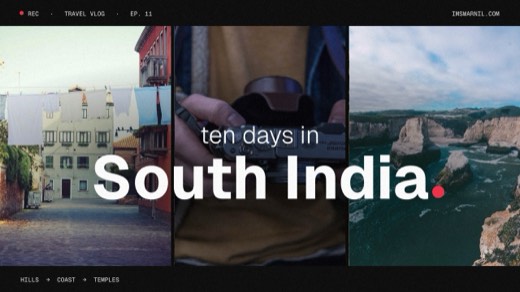 REC · TRAVEL VLOG · EP. 11
IMSWARNIL.COM
ten days in
South India.
HILLS → COAST → TEMPLES